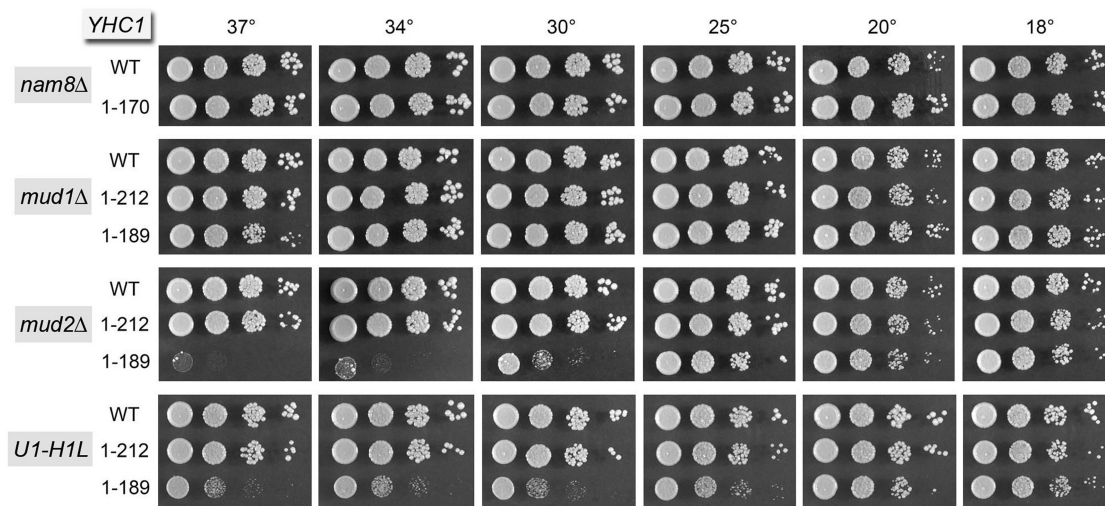 YHC1 37° 34° 30° 25° 20° 18°
nam8Δ
WT
1-170
mud1Δ
WT
1-212
1-189
mud2Δ
WT
1-212
1-189
U1-H1L
WT
1-212
1-189